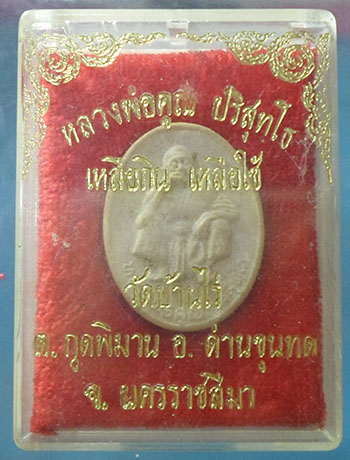 หลวงพ่อคูณ ปริสุทโธ
เหลือกิน เหลือใช้
วัดบ้านไร่
ต. กุดพิมาน อ. ด่านขุนทด
จ. นครราชสีมา